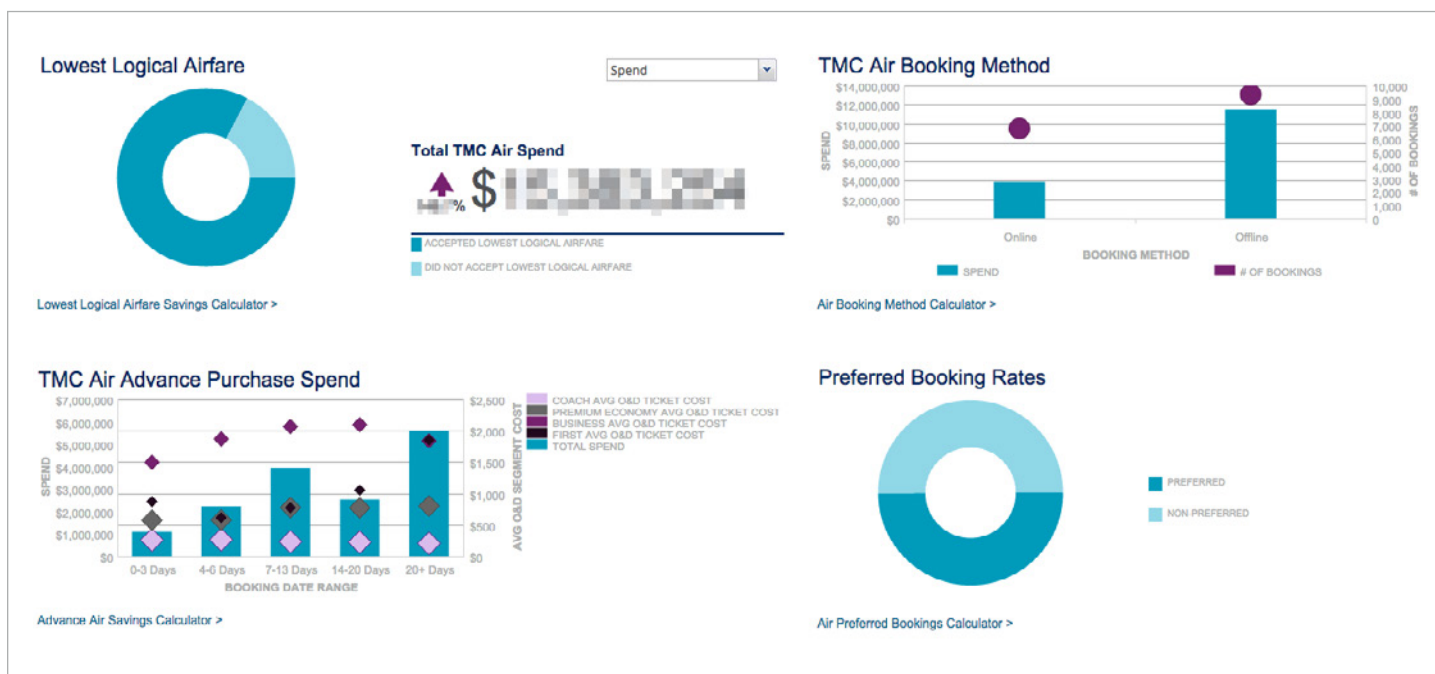 Lowest Logical Airfare
Spend
Total TMC Air Spend
%
$
ACCEPTED LOWEST LOGICAL AIRFARE
DID NOT ACCEPT LOWEST LOGICAL AIRFARE
Lowest Logical Airfare Savings Calculator >
TMC Air Booking Method
$14,000,000
$12,000,000
$10,000,000
$8,000,000
$6,000,000
$4,000,000
$2,000,000
$0
SPEND
10,000
9,000
8,000
7,000
6,000
5,000
4,000
3,000
2,000
1,000
0
# OF BOOKINGS
Online
Offline
BOOKING METHOD
SPEND
# OF BOOKINGS
Air Booking Method Calculator >
TMC Air Advance Purchase Spend
$7,000,000
$6,000,000
$5,000,000
$4,000,000
$3,000,000
$2,000,000
$1,000,000
$0
SPEND
$2,500
$2,000
$1,500
$1,000
$500
$0
AVG O&D SEGMENT COST
COACH AVG O&D TICKET COST
PREMIUM ECONOMY AVG O&D TICKET COST
BUSINESS AVG O&D TICKET COST
FIRST AVG O&D TICKET COST
TOTAL SPEND
0-3 Days
4-6 Days
7-13 Days
14-20 Days
20+ Days
BOOKING DATE RANGE
Advance Air Savings Calculator >
Preferred Booking Rates
PREFERRED
NON PREFERRED
Air Preferred Bookings Calculator >